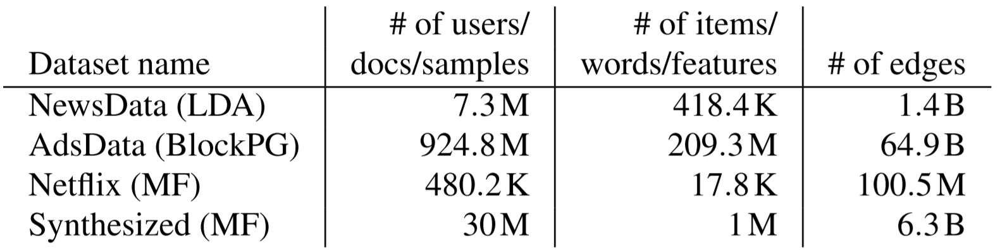 Dataset name | # of users/ docs/samples | # of items/ words/features | # of edges
NewsData (LDA) | 7.3 M | 418.4 K | 1.4 B
AdsData (BlockPG) | 924.8 M | 209.3 M | 64.9 B
Netflix (MF) | 480.2 K | 17.8 K | 100.5 M
Synthesized (MF) | 30 M | 1 M | 6.3 B